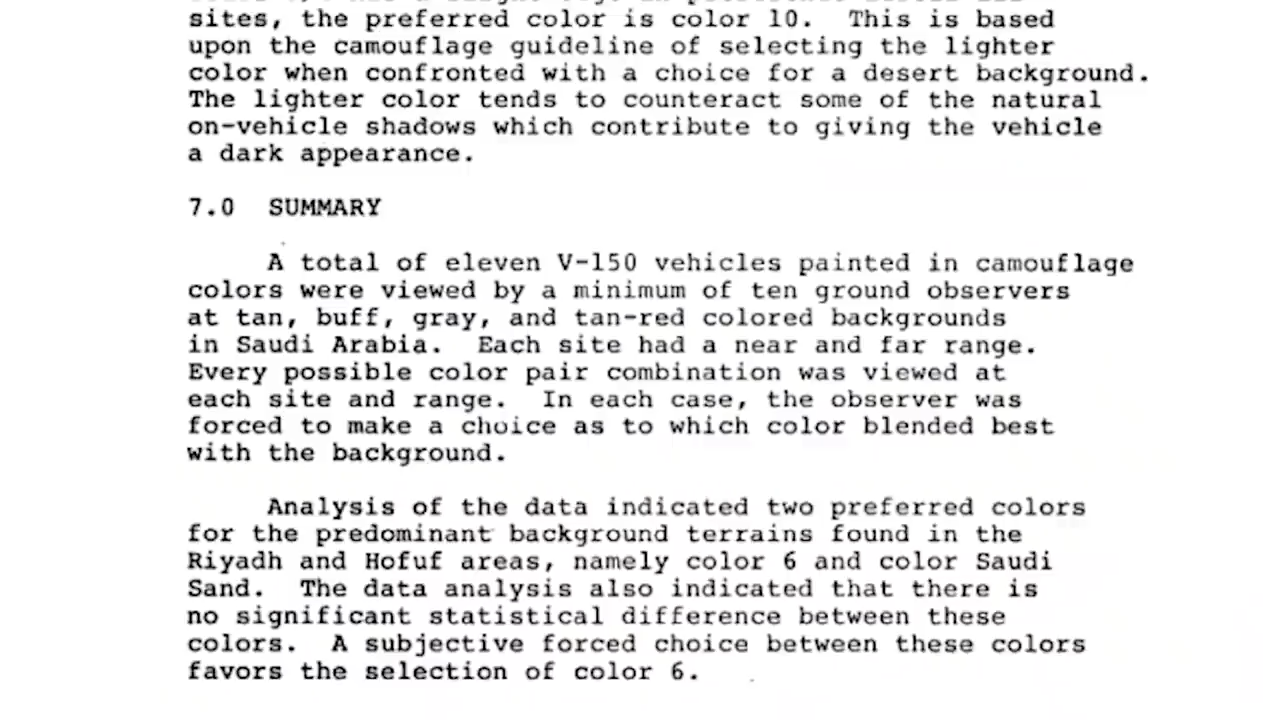 sites, the preferred color is color 10. This is based
upon the camouflage guideline of selecting the lighter
color when confronted with a choice for a desert background.
The lighter color tends to counteract some of the natural
on-vehicle shadows which contribute to giving the vehicle
a dark appearance.
7.0 SUMMARY
A total of eleven V-150 vehicles painted in camouflage
colors were viewed by a minimum of ten ground observers
at tan, buff, gray, and tan-red colored backgrounds
in Saudi Arabia. Each site had a near and far range.
Every possible color pair combination was viewed at
each site and range. In each case, the observer was
forced to make a choice as to which color blended best
with the background.
Analysis of the data indicated two preferred colors
for the predominant background terrains found in the
Riyadh and Hofuf areas, namely color 6 and color Saudi
Sand. The data analysis also indicated that there is
no significant statistical difference between these
colors. A subjective forced choice between these colors
favors the selection of color 6.